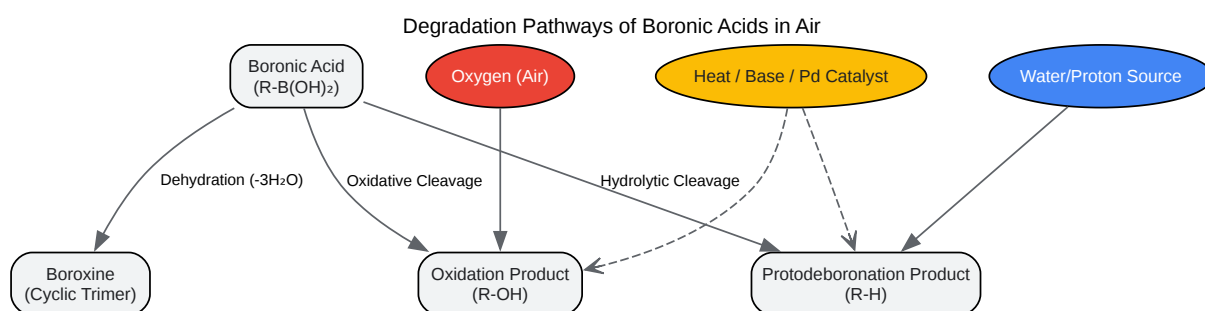 Degradation Pathways of Boronic Acids in Air
Boronic Acid
(R-B(OH)₂)
Oxygen (Air)
Heat / Base / Pd Catalyst
Water/Proton Source
Dehydration (-3H₂O)
Oxidative Cleavage
Hydrolytic Cleavage
Boroxine
(Cyclic Trimer)
Oxidation Product
(R-OH)
Protodeboronation Product
(R-H)